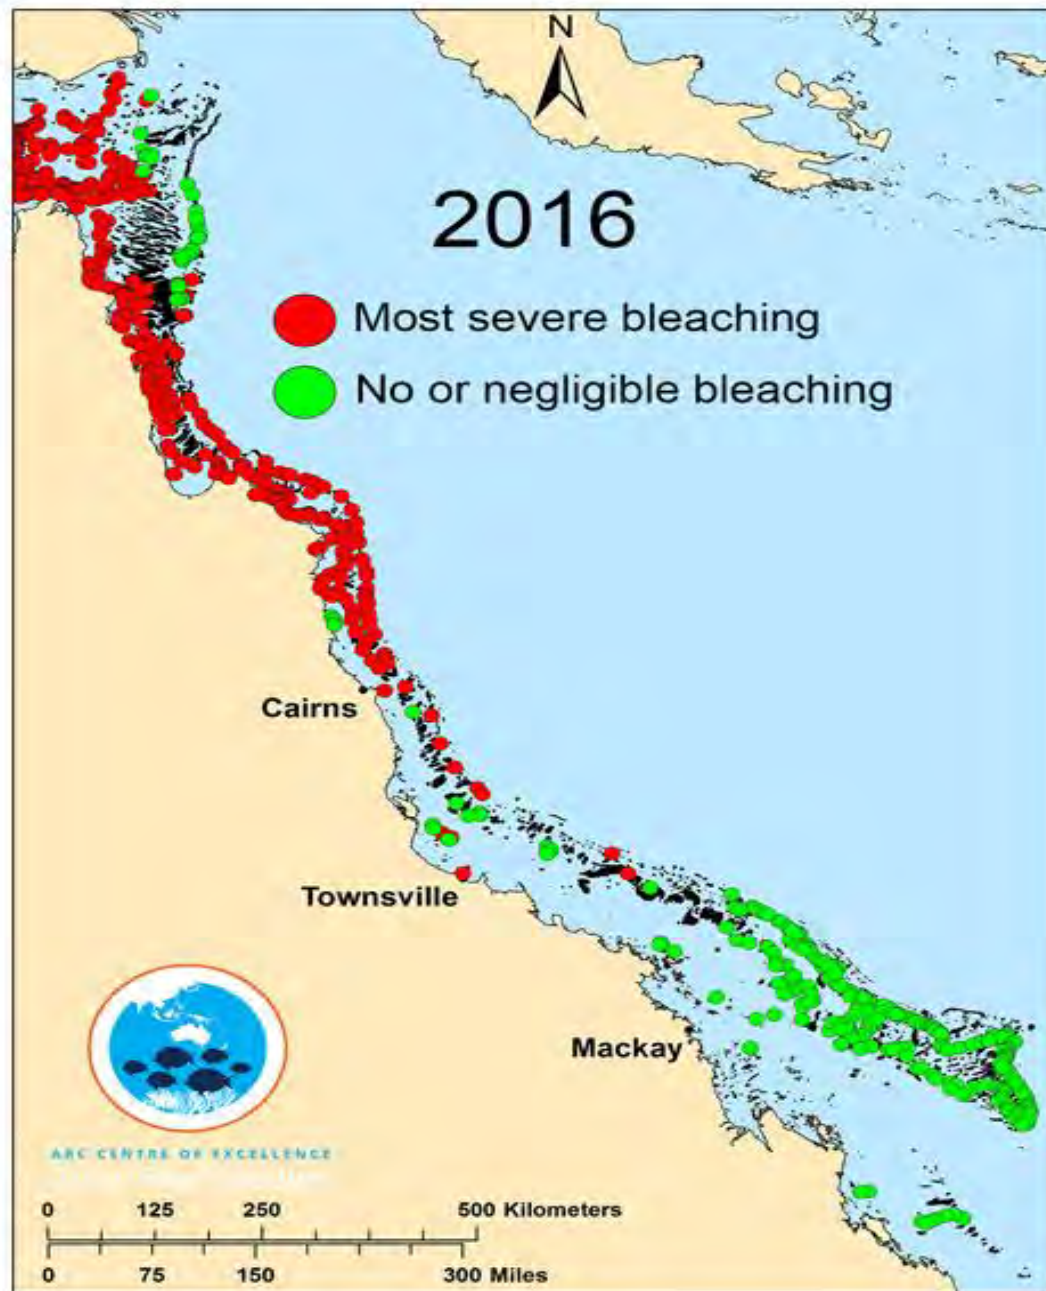 N
2016
Most severe bleaching
No or negligible bleaching
Cairns
Townsville
Mackay
ARC CENTRE OF EXCELLENCE
0 125 250 500 Kilometers
0 75 150 300 Miles